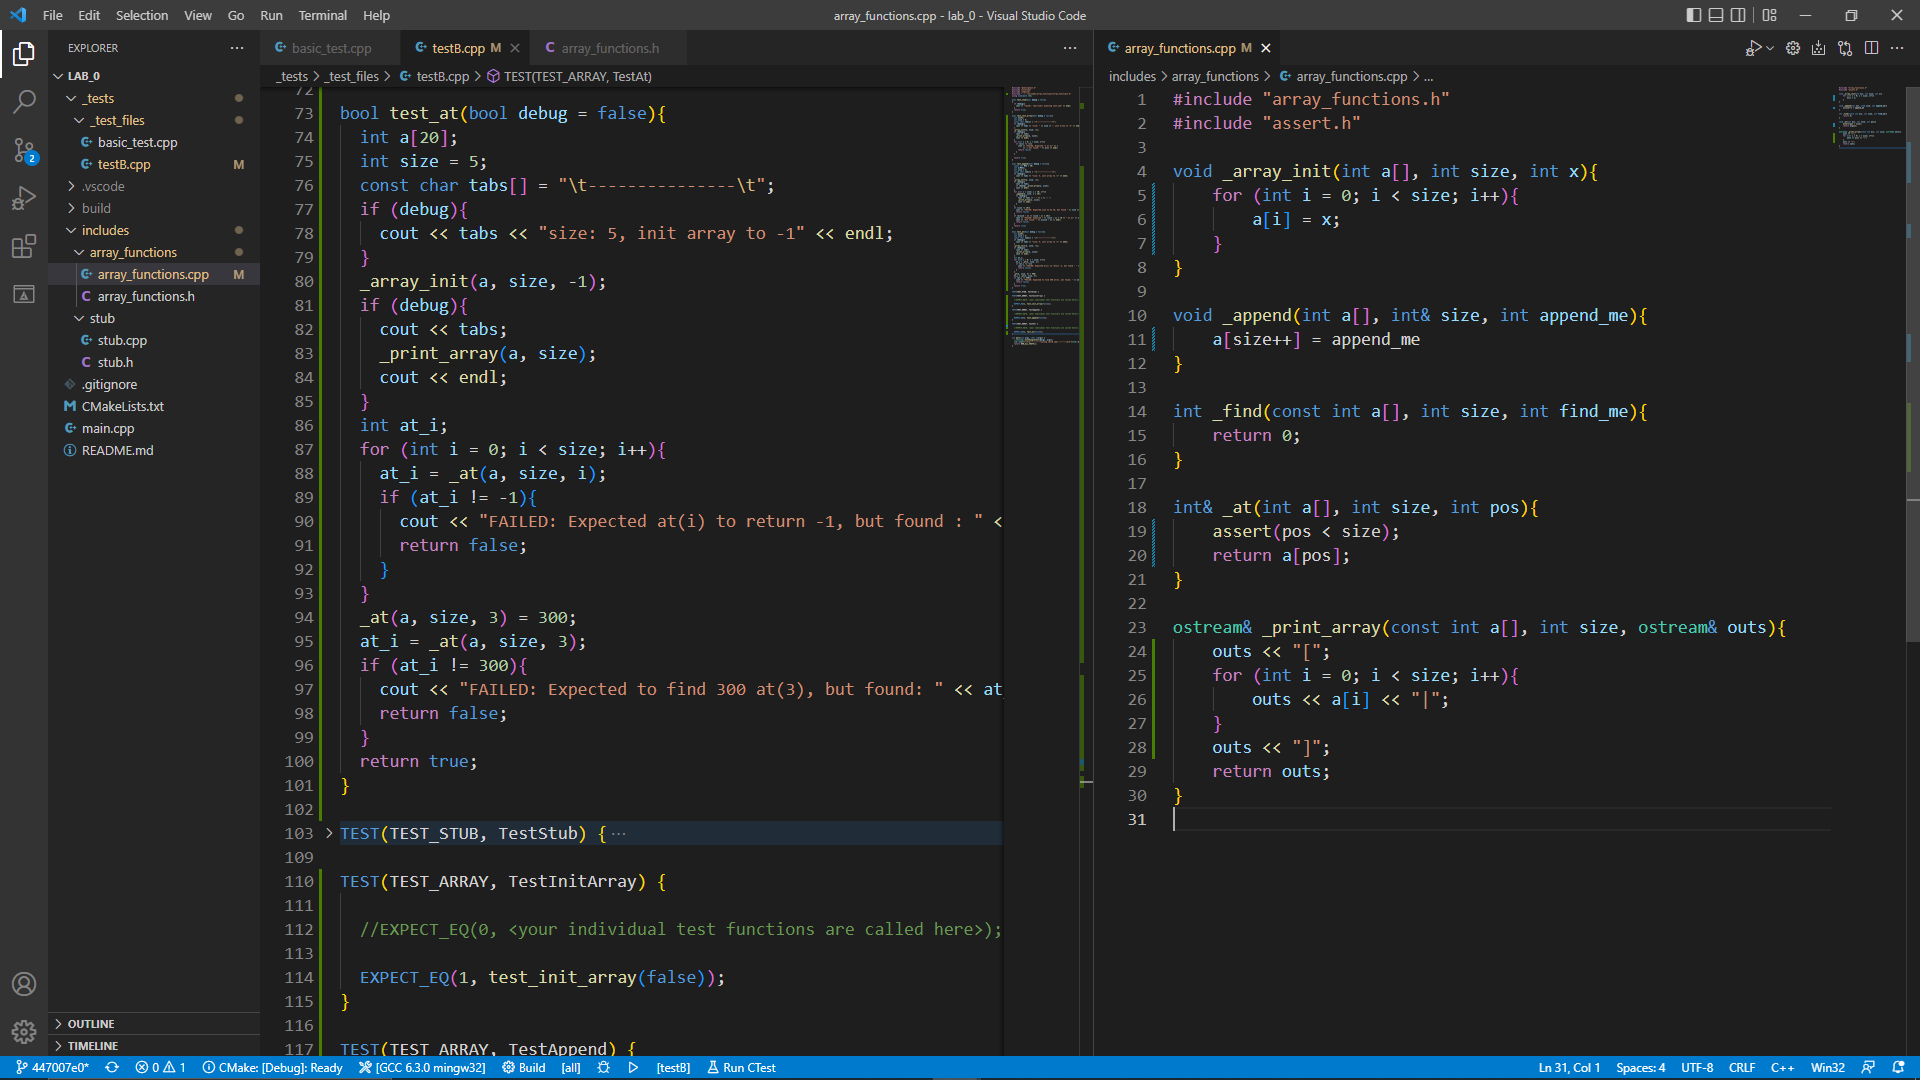 File Edit Selection View Go Run Terminal Help
array_functions.cpp - lab_0 - Visual Studio Code
EXPLORER
LAB_0
_tests
_test_files
basic_test.cpp
testB.cpp M
.vscode
build
includes
array_functions
array_functions.cpp M
array_functions.h
stub
stub.cpp
stub.h
.gitignore
CMakeLists.txt
main.cpp
README.md
OUTLINE
TIMELINE
2
basic_test.cpp testB.cpp M array_functions.h
_tests > _test_files > testB.cpp > TEST(TEST_ARRAY, TestAt)
72
73 bool test_at(bool debug = false){
74 int a[20];
75 int size = 5;
76 const char tabs[] = "\t---------------\t";
77 if (debug){
78 cout << tabs << "size: 5, init array to -1" << endl;
79 }
80 _array_init(a, size, -1);
81 if (debug){
82 cout << tabs;
83 _print_array(a, size);
84 cout << endl;
85 }
86 int at_i;
87 for (int i = 0; i < size; i++){
88 at_i = _at(a, size, i);
89 if (at_i != -1){
90 cout << "FAILED: Expected at(i) to return -1, but found : " <
91 return false;
92 }
93 }
94 _at(a, size, 3) = 300;
95 at_i = _at(a, size, 3);
96 if (at_i != 300){
97 cout << "FAILED: Expected to find 300 at(3), but found: " << at
98 return false;
99 }
100 return true;
101 }
102
103 TEST(TEST_STUB, TestStub) { ···
109
110 TEST(TEST_ARRAY, TestInitArray) {
111
112 //EXPECT_EQ(0, <your individual test functions are called here>);
113
114 EXPECT_EQ(1, test_init_array(false));
115 }
116
117 TEST(TEST_ARRAY, TestAppend) {
array_functions.cpp M
includes > array_functions > array_functions.cpp > ...
1 #include "array_functions.h"
2 #include "assert.h"
3
4 void _array_init(int a[], int size, int x){
5 for (int i = 0; i < size; i++){
6 a[i] = x;
7 }
8 }
9
10 void _append(int a[], int& size, int append_me){
11 a[size++] = append_me
12 }
13
14 int _find(const int a[], int size, int find_me){
15 return 0;
16 }
17
18 int& _at(int a[], int size, int pos){
19 assert(pos < size);
20 return a[pos];
21 }
22
23 ostream& _print_array(const int a[], int size, ostream& outs){
24 outs << "[";
25 for (int i = 0; i < size; i++){
26 outs << a[i] << "|";
27 }
28 outs << "]";
29 return outs;
30 }
31
447007e0* 0 1 CMake: [Debug]: Ready [GCC 6.3.0 mingw32] Build [all] [testB] Run CTest Ln 31, Col 1 Spaces: 4 UTF-8 CRLF C++ Win32